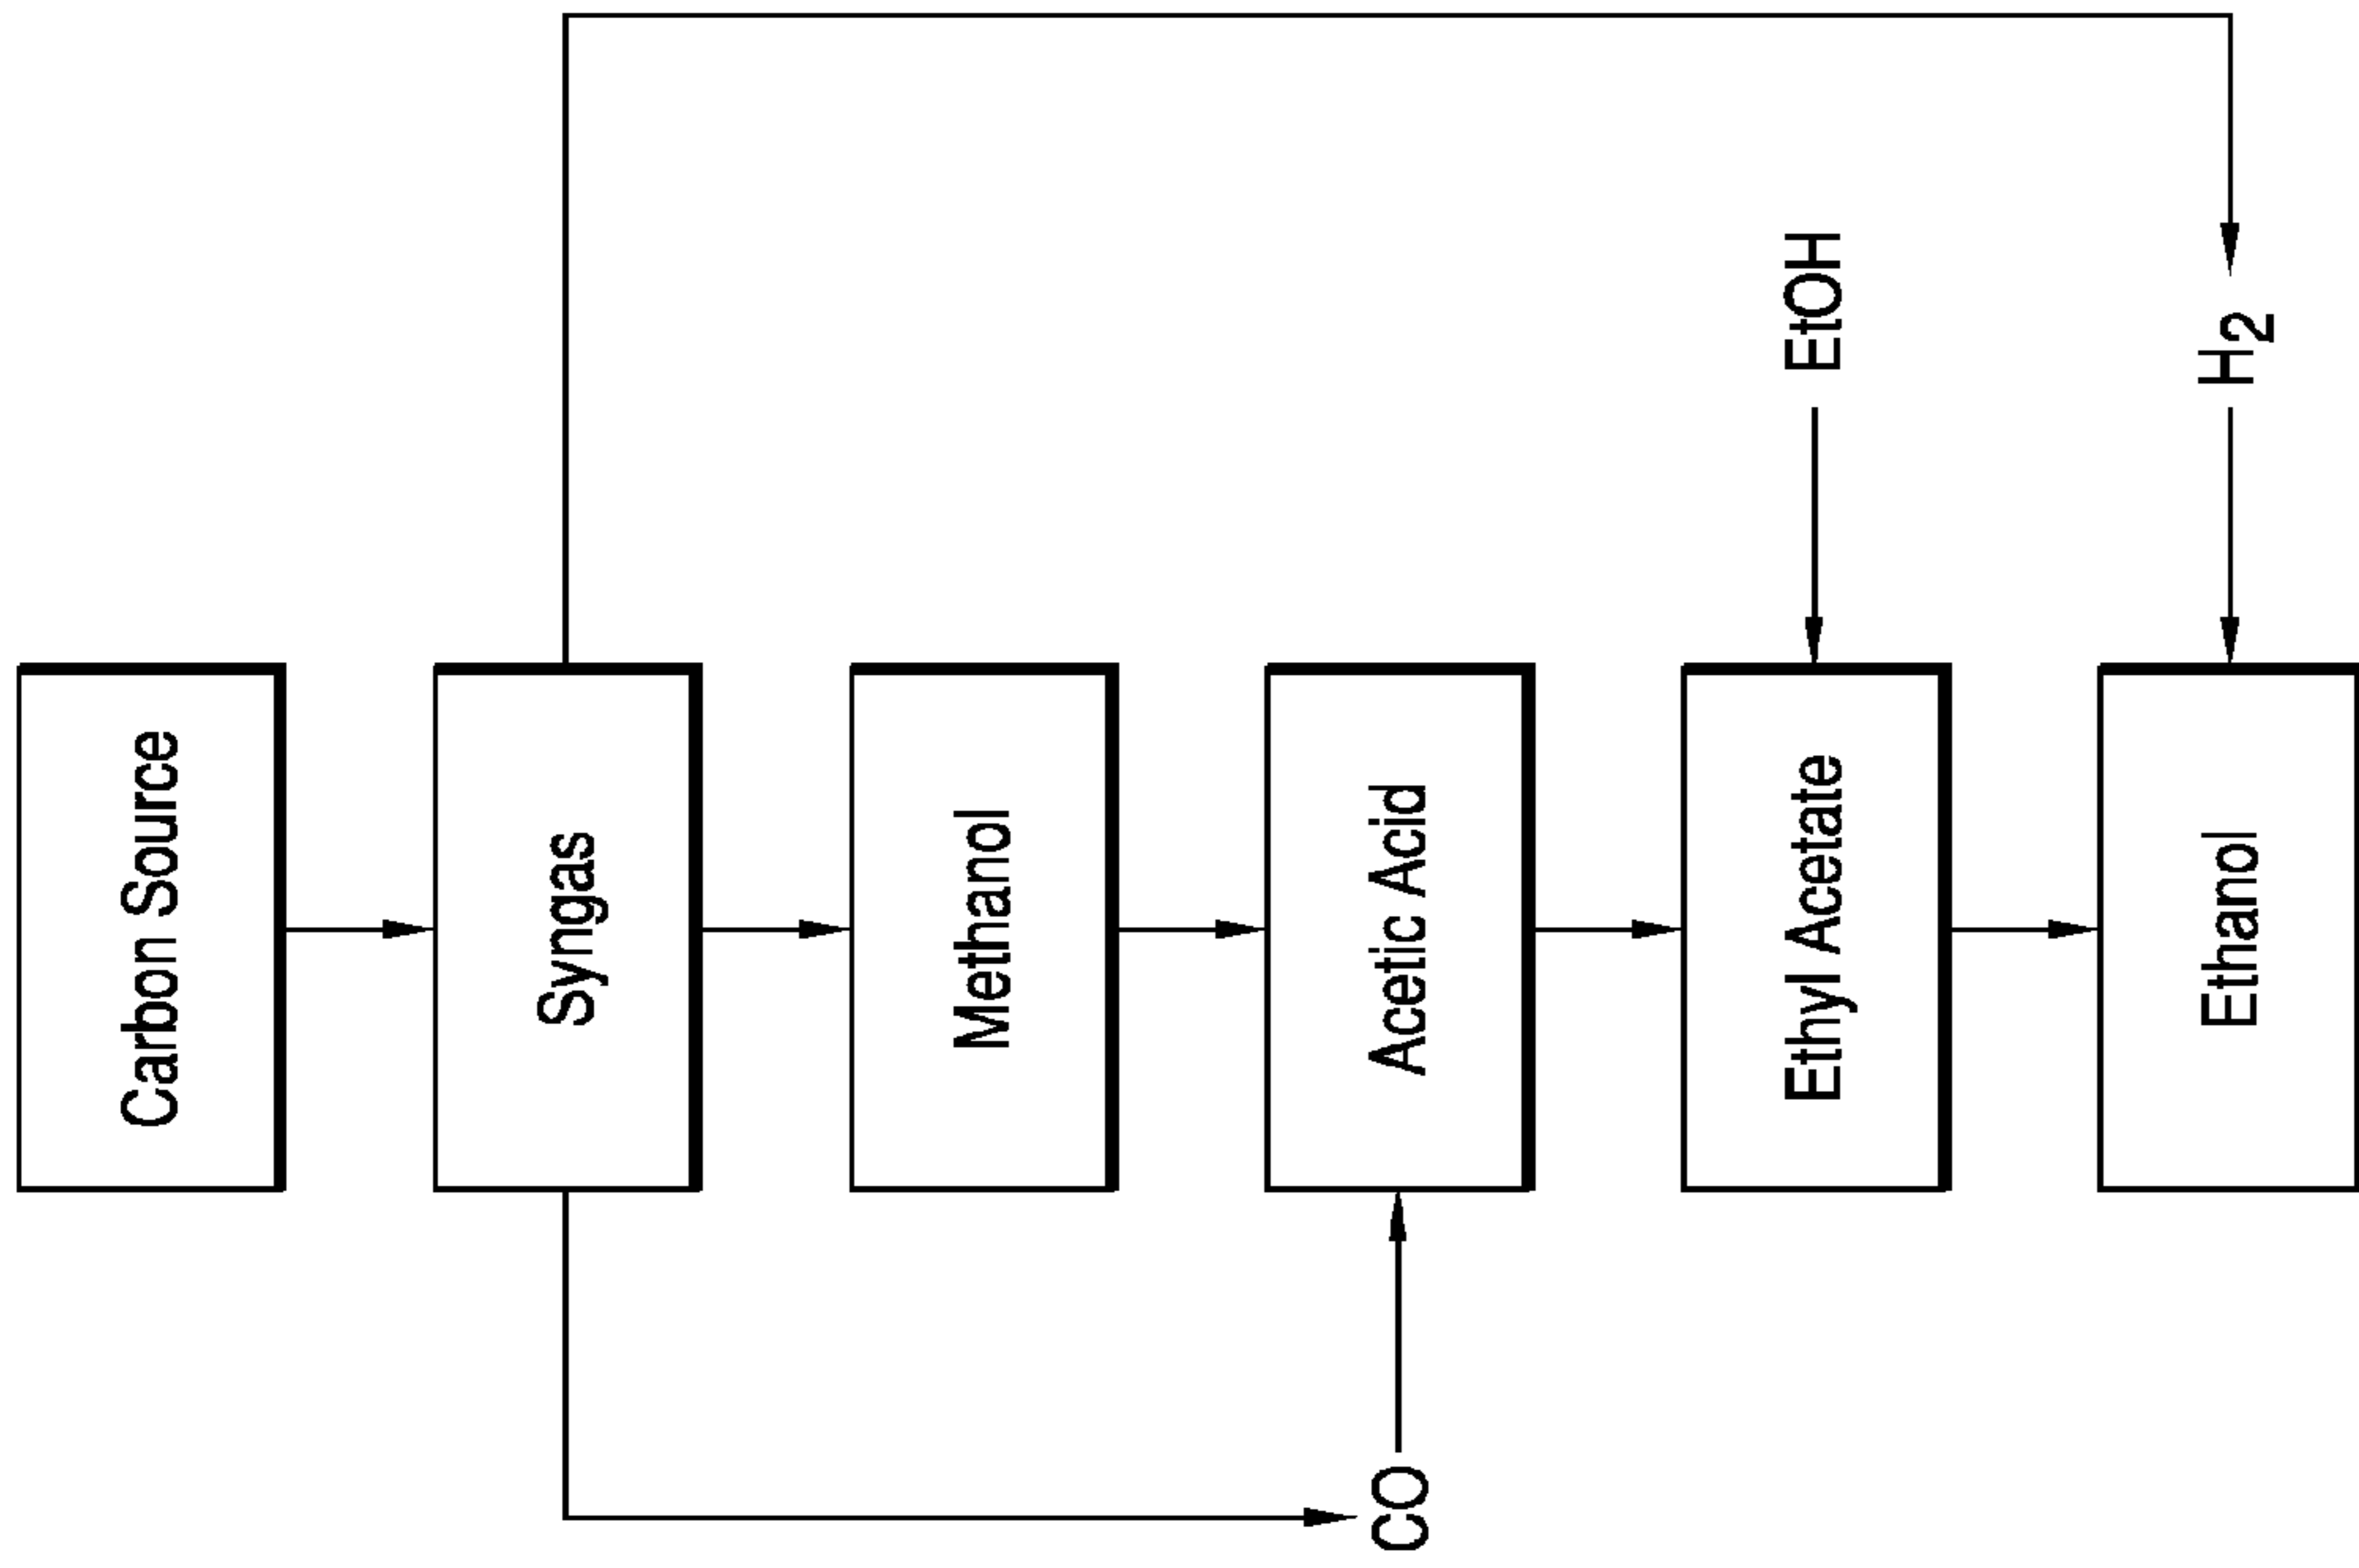 Carbon Source
Syngas
Methanol
Acetic Acid
CO
Ethyl Acetate
EtOH
Ethanol
H2